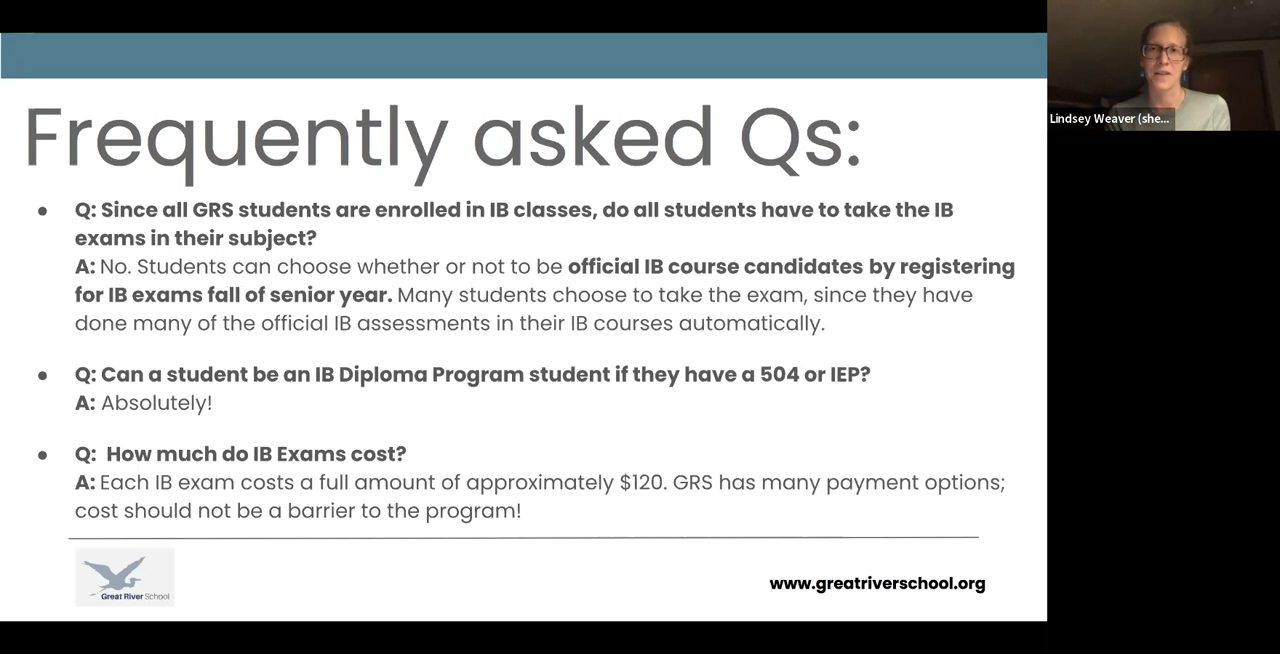 Frequently asked Qs:
Lindsey Weaver (she...
● Q: Since all GRS students are enrolled in IB classes, do all students have to take the IB
exams in their subject?
A: No. Students can choose whether or not to be official IB course candidates by registering
for IB exams fall of senior year. Many students choose to take the exam, since they have
done many of the official IB assessments in their IB courses automatically.
● Q: Can a student be an IB Diploma Program student if they have a 504 or IEP?
A: Absolutely!
● Q:  How much do IB Exams cost?
A: Each IB exam costs a full amount of approximately $120. GRS has many payment options;
cost should not be a barrier to the program!
Great River School
www.greatriverschool.org